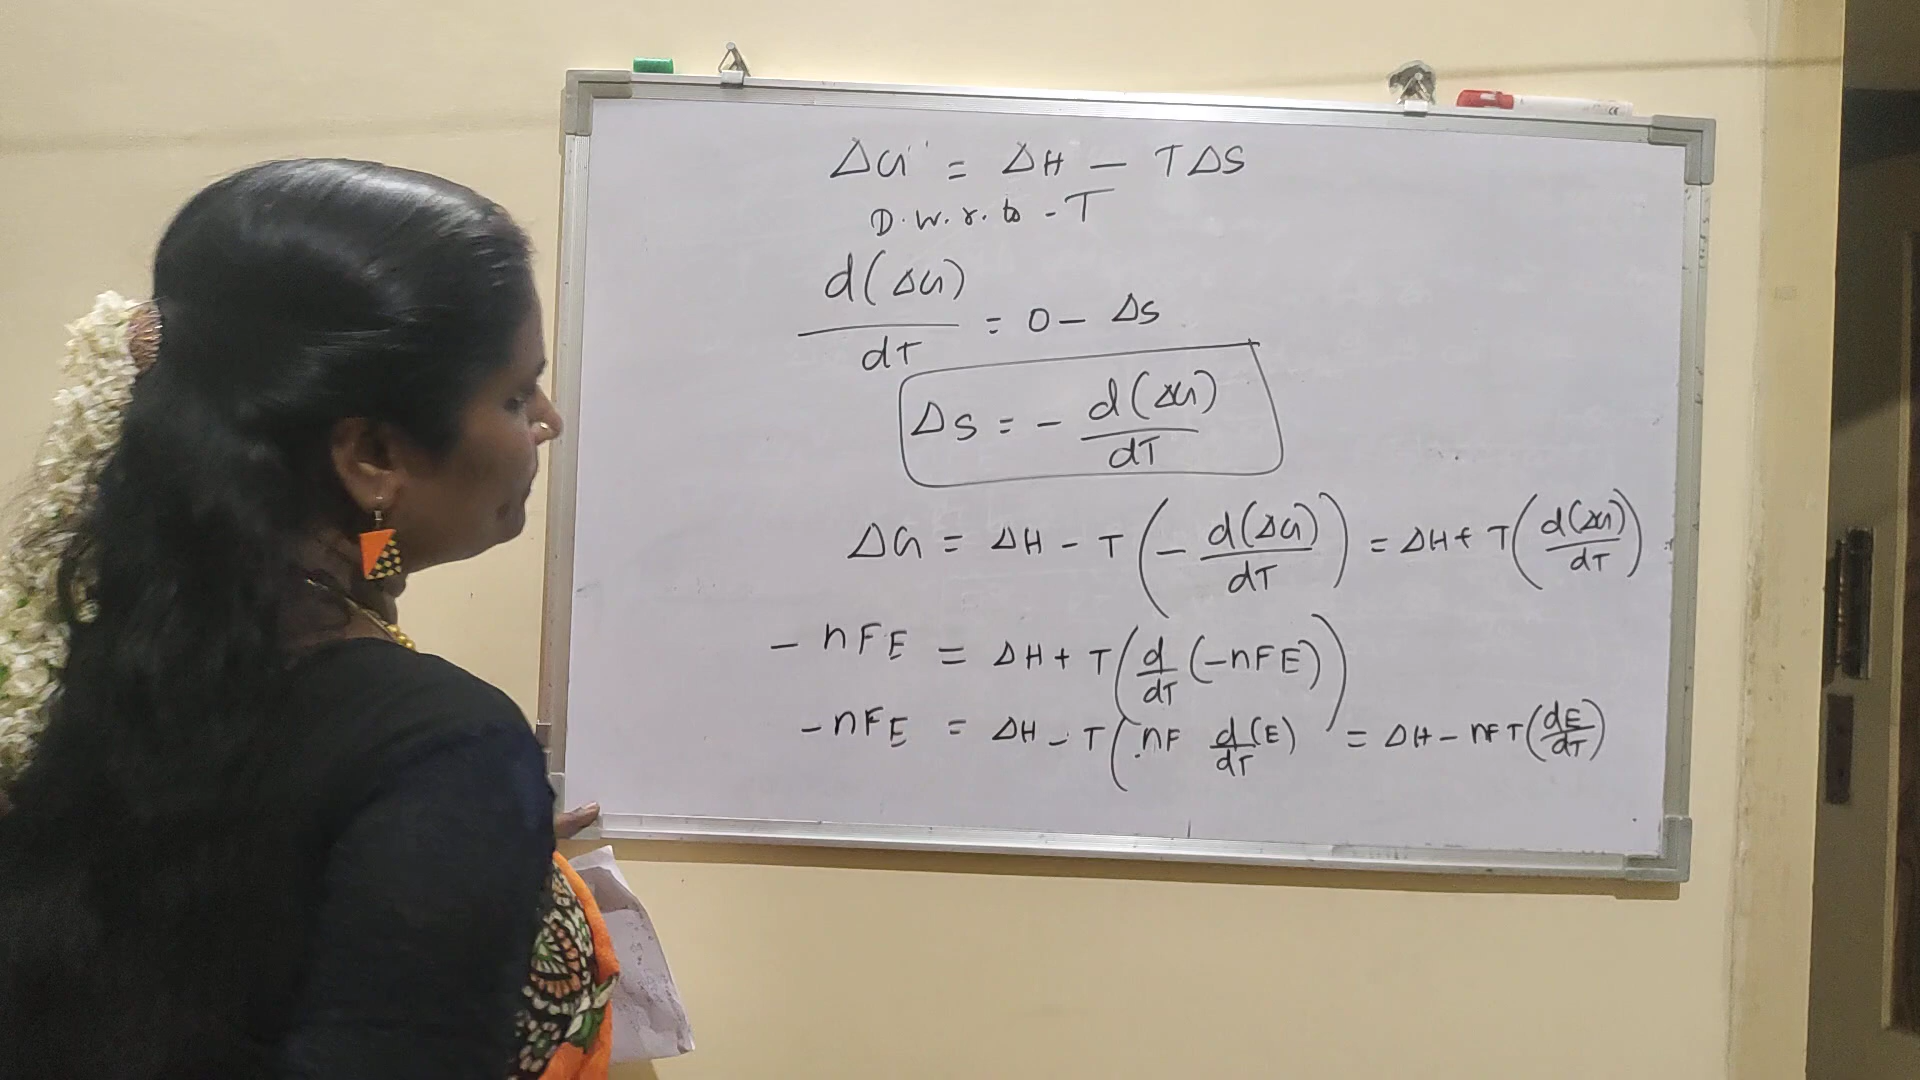 ΔG = ΔH - TΔS
D.w.r.to - T
d(ΔG)/dT = 0 - ΔS
ΔS = - d(ΔG)/dT
ΔG = ΔH - T(- d(ΔG)/dT) = ΔH + T(d(ΔG)/dT)
- nFE = ΔH + T(d/dT (-nFE))
- nFE = ΔH - T(nF d(E)/dT) = ΔH - nFT(dE/dT)